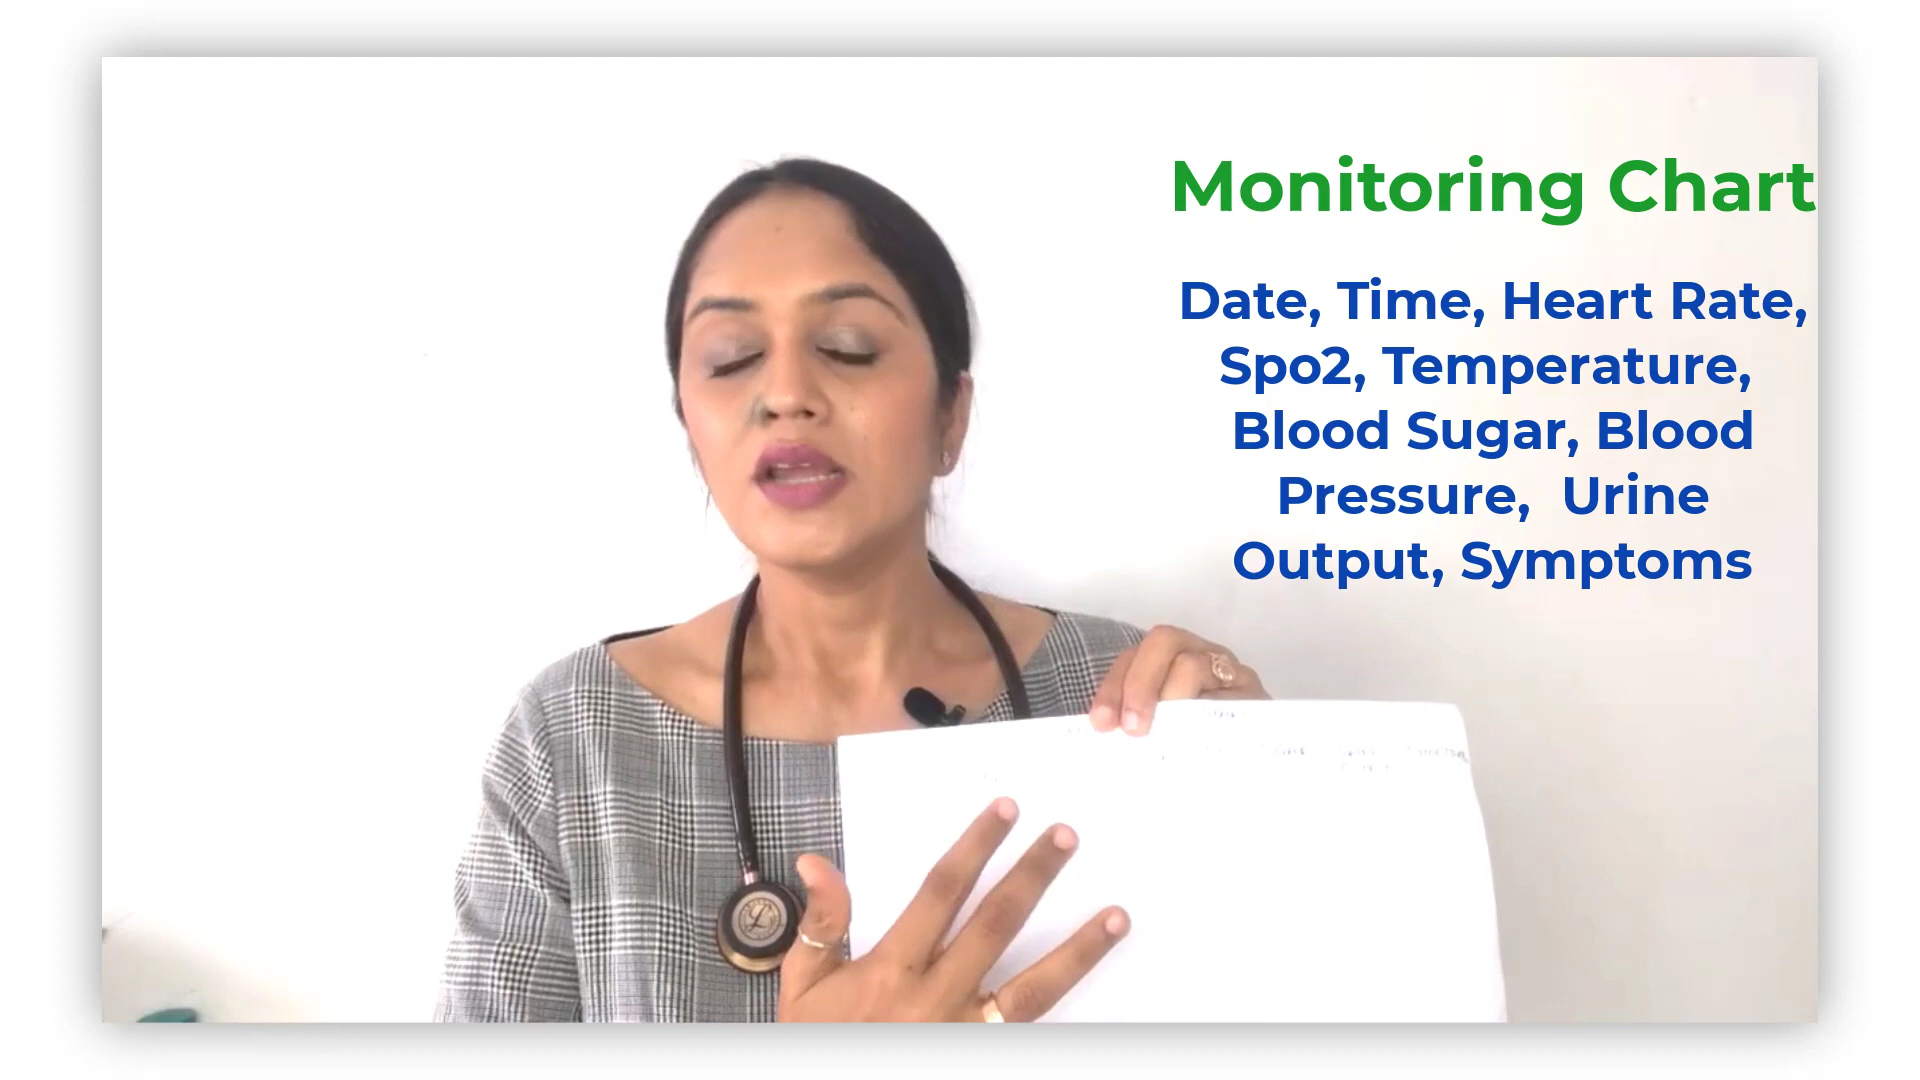 Monitoring Chart
Date, Time, Heart Rate,
Spo2, Temperature,
Blood Sugar, Blood
Pressure,  Urine
Output, Symptoms